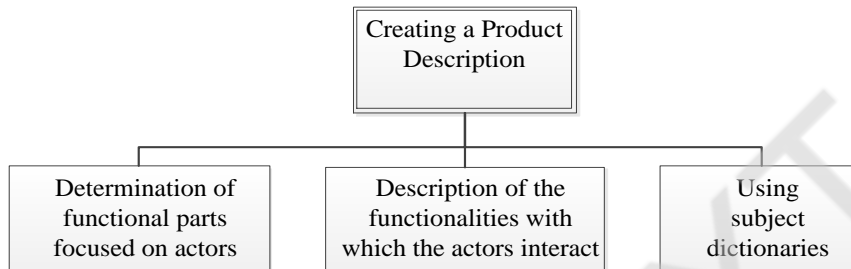 Creating a Product
Description
Determination of
functional parts
focused on actors
Description of the
functionalities with
which the actors interact
Using
subject
dictionaries